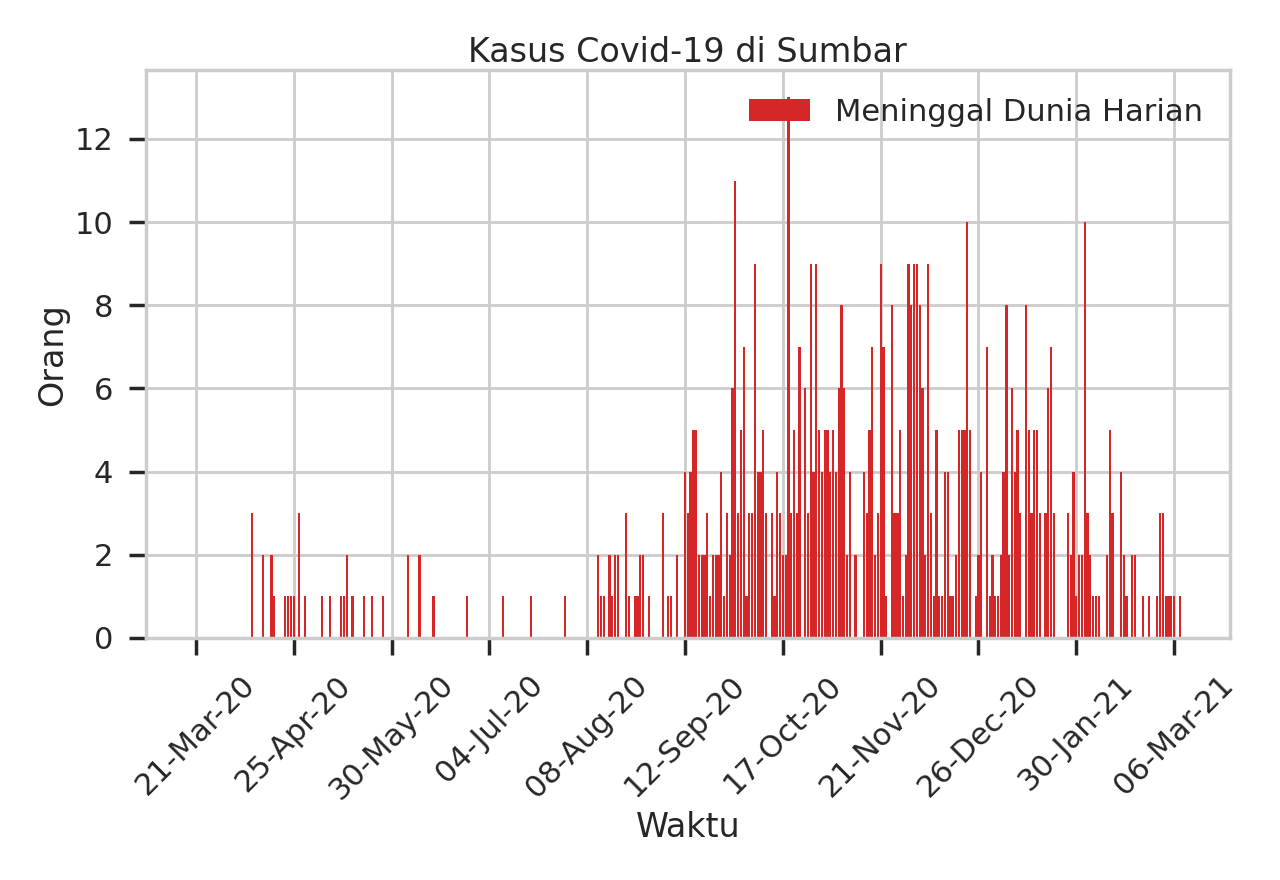 Kasus Covid-19 di Sumbar
Meninggal Dunia Harian
12
10
8
6
4
2
0
Orang
21-Mar-20
25-Apr-20
30-May-20
04-Jul-20
08-Aug-20
12-Sep-20
17-Oct-20
21-Nov-20
26-Dec-20
30-Jan-21
06-Mar-21
Waktu